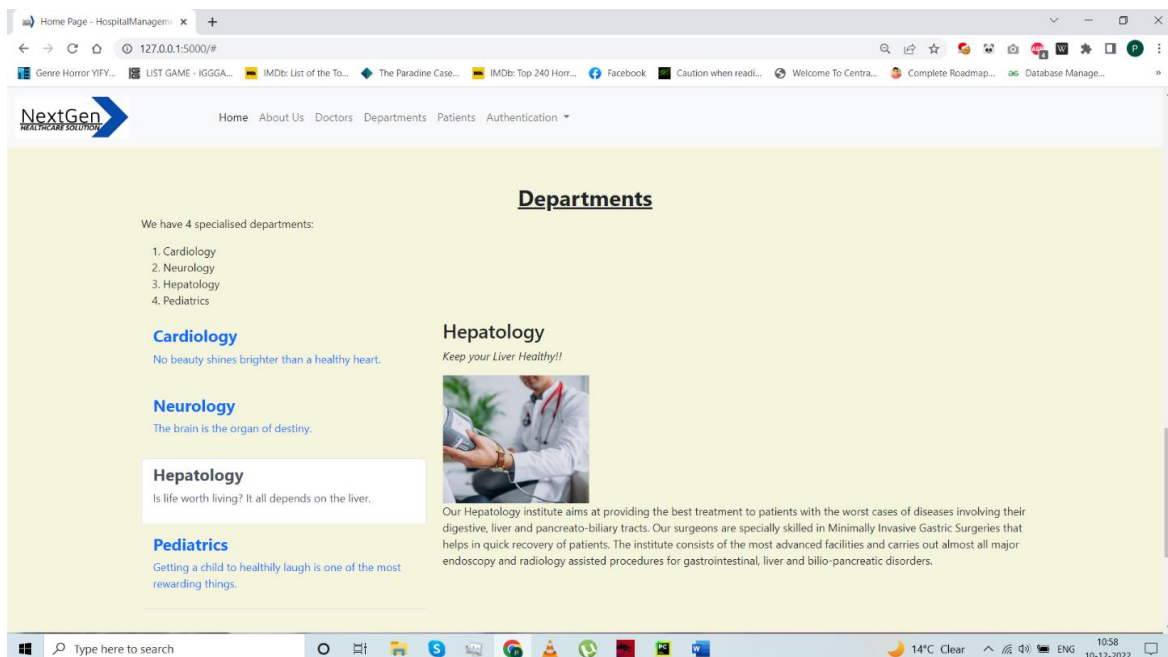 Home Page - HospitalManagem
127.0.0.1:5000/#
Genre Horror YIFY... LIST GAME - IGGGA... IMDb: List of the To... The Paradine Case... IMDb: Top 240 Horr... Facebook Caution when readi... Welcome To Centra... Complete Roadmap... Database Manage... »
NextGen
HEALTHCARE SOLUTION
Home About Us Doctors Departments Patients Authentication
Departments
We have 4 specialised departments:
1. Cardiology
2. Neurology
3. Hepatology
4. Pediatrics
Cardiology
No beauty shines brighter than a healthy heart.
Neurology
The brain is the organ of destiny.
Hepatology
Is life worth living? It all depends on the liver.
Pediatrics
Getting a child to healthily laugh is one of the most
rewarding things.
Hepatology
Keep your Liver Healthy!!
Our Hepatology institute aims at providing the best treatment to patients with the worst cases of diseases involving their
digestive, liver and pancreato-biliary tracts. Our surgeons are specially skilled in Minimally Invasive Gastric Surgeries that
helps in quick recovery of patients. The institute consists of the most advanced facilities and carries out almost all major
endoscopy and radiology assisted procedures for gastrointestinal, liver and bilio-pancreatic disorders.
Type here to search
14°C Clear
ENG
10:58
10-12-2022